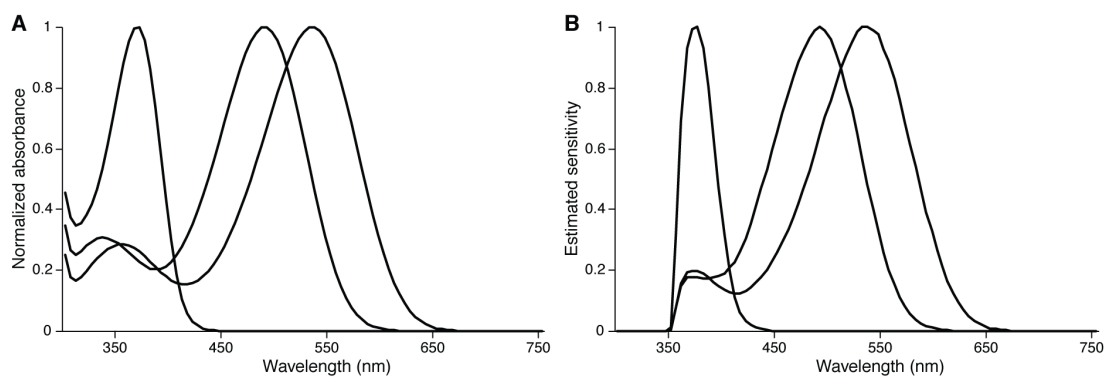 A
Normalized absorbance
1
0.8
0.6
0.4
0.2
0
350 450 550 650 750
Wavelength (nm)
B
Estimated sensitivity
1
0.8
0.6
0.4
0.2
0
350 450 550 650 750
Wavelength (nm)